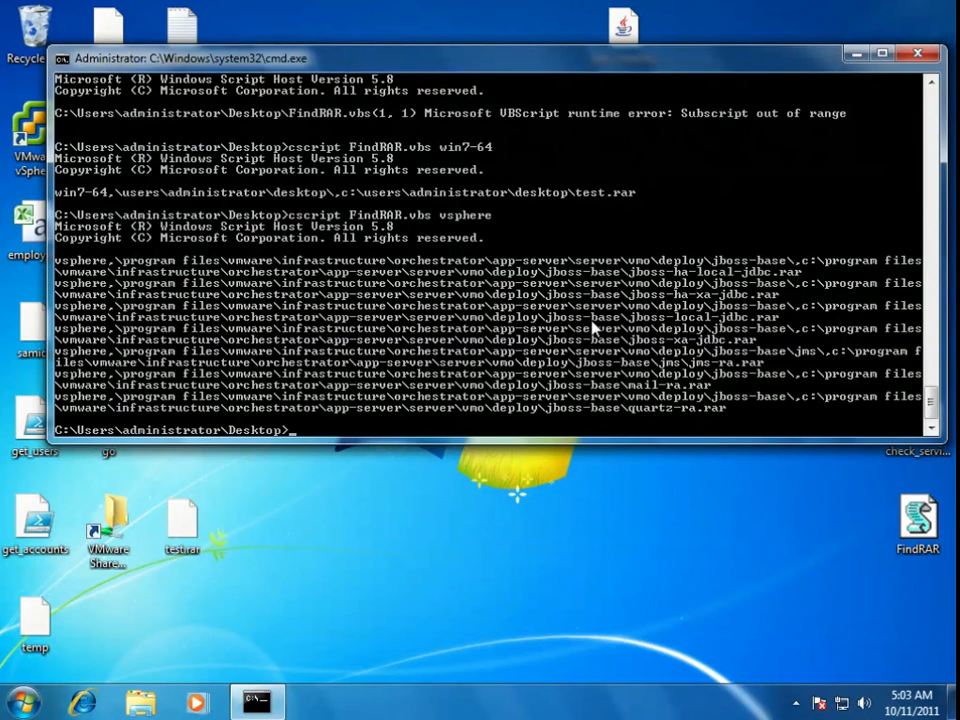 Recycle
Administrator: C:\Windows\system32\cmd.exe
Microsoft (R) Windows Script Host Version 5.8
Copyright (C) Microsoft Corporation. All rights reserved.
C:\Users\administrator\Desktop\FindRAR.vbs(1, 1) Microsoft VBScript runtime error: Subscript out of range
C:\Users\administrator\Desktop>cscript FindRAR.vbs win7-64
Microsoft (R) Windows Script Host Version 5.8
Copyright (C) Microsoft Corporation. All rights reserved.
win7-64,\users\administrator\desktop\,c:\users\administrator\desktop\test.rar
C:\Users\administrator\Desktop>cscript FindRAR.vbs vsphere
Microsoft (R) Windows Script Host Version 5.8
Copyright (C) Microsoft Corporation. All rights reserved.
vsphere,\program files\vmware\infrastructure\orchestrator\app-server\server\vmo\deploy\jboss-base\,c:\program files
\vmware\infrastructure\orchestrator\app-server\server\vmo\deploy\jboss-base\jboss-ha-local-jdbc.rar
vsphere,\program files\vmware\infrastructure\orchestrator\app-server\server\vmo\deploy\jboss-base\,c:\program files
\vmware\infrastructure\orchestrator\app-server\server\vmo\deploy\jboss-base\jboss-ha-xa-jdbc.rar
vsphere,\program files\vmware\infrastructure\orchestrator\app-server\server\vmo\deploy\jboss-base\,c:\program files
\vmware\infrastructure\orchestrator\app-server\server\vmo\deploy\jboss-base\jboss-local-jdbc.rar
vsphere,\program files\vmware\infrastructure\orchestrator\app-server\server\vmo\deploy\jboss-base\,c:\program files
\vmware\infrastructure\orchestrator\app-server\server\vmo\deploy\jboss-base\jboss-xa-jdbc.rar
vsphere,\program files\vmware\infrastructure\orchestrator\app-server\server\vmo\deploy\jboss-base\jms\,c:\program f
iles\vmware\infrastructure\orchestrator\app-server\server\vmo\deploy\jboss-base\jms\jms-ra.rar
vsphere,\program files\vmware\infrastructure\orchestrator\app-server\server\vmo\deploy\jboss-base\,c:\program files
\vmware\infrastructure\orchestrator\app-server\server\vmo\deploy\jboss-base\mail-ra.rar
vsphere,\program files\vmware\infrastructure\orchestrator\app-server\server\vmo\deploy\jboss-base\,c:\program files
\vmware\infrastructure\orchestrator\app-server\server\vmo\deploy\jboss-base\quartz-ra.rar
C:\Users\administrator\Desktop>_
VMwa
vSphe
employ
samic
get_users
go
check_servi...
get_accounts
VMware
Share...
test.rar
FindRAR
temp
C:\_
5:03 AM
10/11/2011